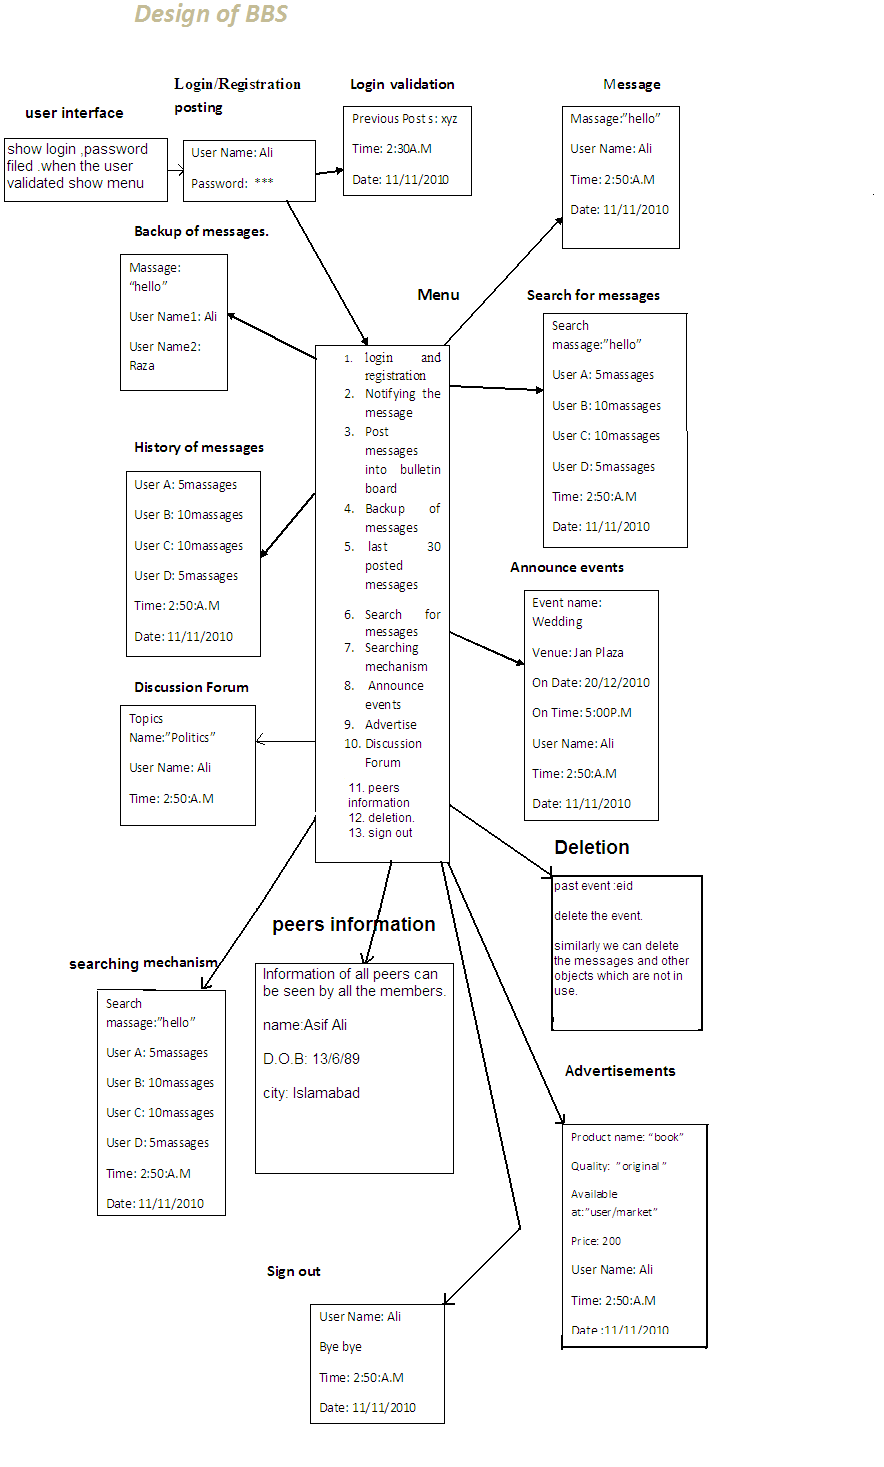 Design of BBS
user interface
show login ,password
filed .when the user
validated show menu
Login/Registration
posting
User Name: Ali
Password: ***
Login validation
Previous Posts: xyz
Time: 2:30A.M
Date: 11/11/2010
Message
Massage:"hello"
User Name: Ali
Time: 2:50:A.M
Date: 11/11/2010
Backup of messages.
Massage:
"hello"
User Name1: Ali
User Name2:
Raza
Menu
1. login and
registration
2. Notifying the
message
3. Post
messages
into bulletin
board
4. Backup of
messages
5. last 30
posted
messages
6. Search for
messages
7. Searching
mechanism
8. Announce
events
9. Advertise
10. Discussion
Forum
11. peers
information
12. deletion.
13. sign out
Search for messages
Search
massage:"hello"
User A: 5massages
User B: 10massages
User C: 10massages
User D: 5massages
Time: 2:50:A.M
Date: 11/11/2010
History of messages
User A: 5massages
User B: 10massages
User C: 10massages
User D: 5massages
Time: 2:50:A.M
Date: 11/11/2010
Announce events
Event name:
Wedding
Venue: Jan Plaza
On Date: 20/12/2010
On Time: 5:00P.M
User Name: Ali
Time: 2:50:A.M
Date: 11/11/2010
Discussion Forum
Topics
Name:"Politics"
User Name: Ali
Time: 2:50:A.M
Deletion
past event :eid
delete the event.
similarly we can delete
the messages and other
objects which are not in
use.
peers information
Information of all peers can
be seen by all the members.
name:Asif Ali
D.O.B: 13/6/89
city: Islamabad
searching mechanism
Search
massage:"hello"
User A: 5massages
User B: 10massages
User C: 10massages
User D: 5massages
Time: 2:50:A.M
Date: 11/11/2010
Advertisements
Product name: "book"
Quality: "original"
Available
at:"user/market"
Price: 200
User Name: Ali
Time: 2:50:A.M
Date :11/11/2010
Sign out
User Name: Ali
Bye bye
Time: 2:50:A.M
Date: 11/11/2010